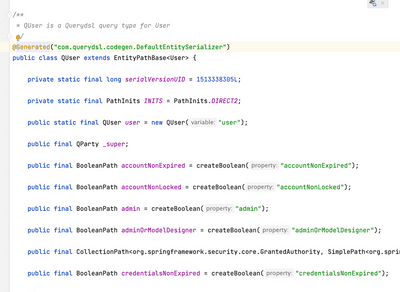 /**
* QUser is a Querydsl query type for User
*/
@Generated("com.querydsl.codegen.DefaultEntitySerializer")
public class QUser extends EntityPathBase<User> {
private static final long serialVersionUID = 1513338305L;
private static final PathInits INITS = PathInits.DIRECT2;
public static final QUser user = new QUser( variable: "user");
public final QParty _super;
public final BooleanPath accountNonExpired = createBoolean( property: "accountNonExpired");
public final BooleanPath accountNonLocked = createBoolean( property: "accountNonLocked");
public final BooleanPath admin = createBoolean( property: "admin");
public final BooleanPath adminOrModelDesigner = createBoolean( property: "adminOrModelDesigner");
public final CollectionPath<org.springframework.security.core.GrantedAuthority, SimplePath<org.spri
public final BooleanPath credentialsNonExpired = createBoolean( property: "credentialsNonExpired");